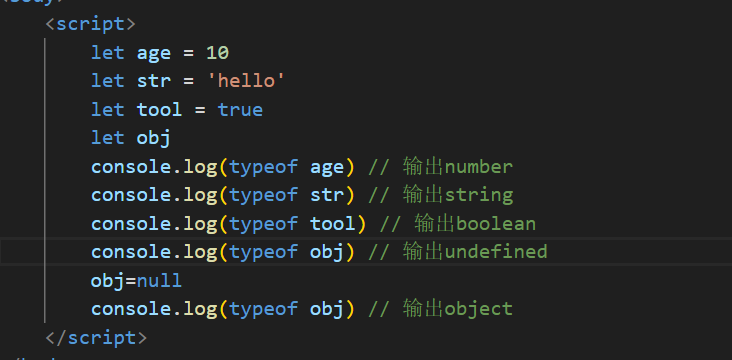 <script>
let age = 10
let str = 'hello'
let tool = true
let obj
console.log(typeof age) // 输出number
console.log(typeof str) // 输出string
console.log(typeof tool) // 输出boolean
console.log(typeof obj) // 输出undefined
obj=null
console.log(typeof obj) // 输出object
</script>